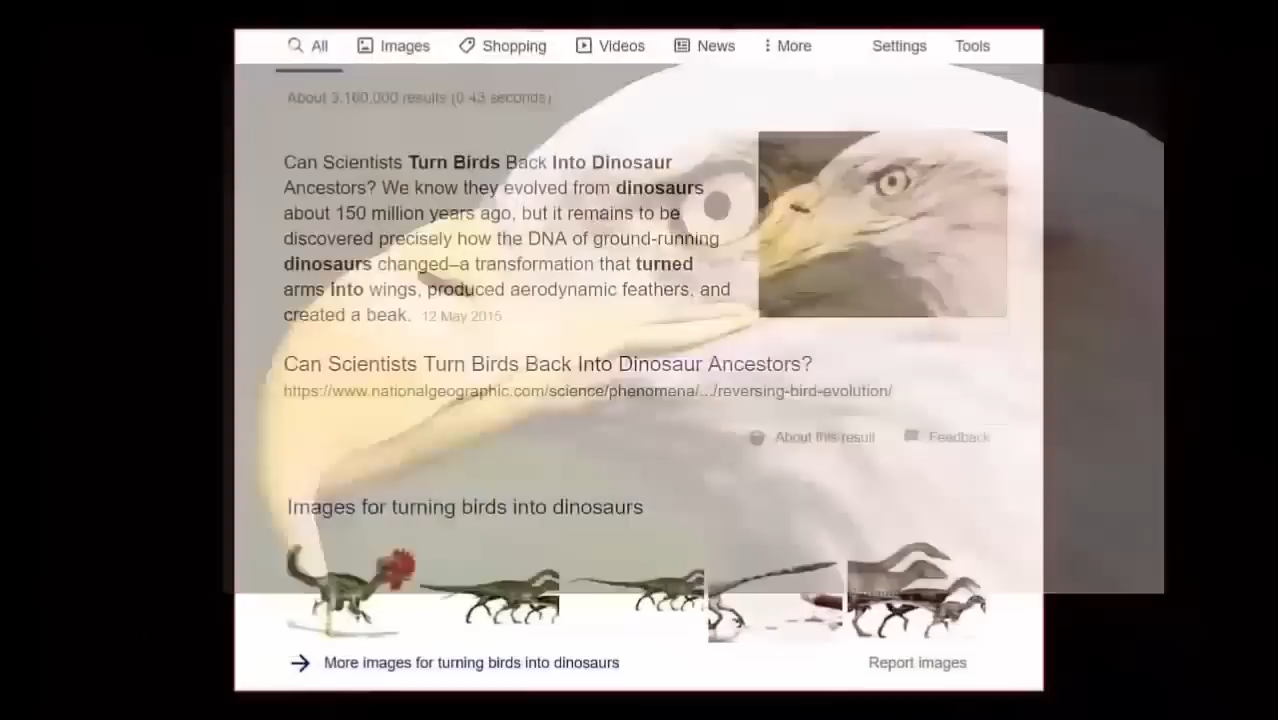 All Images Shopping Videos News More Settings Tools
About 3,160,000 results (0.43 seconds)
Can Scientists Turn Birds Back Into Dinosaur
Ancestors? We know they evolved from dinosaurs
about 150 million years ago, but it remains to be
discovered precisely how the DNA of ground-running
dinosaurs changed–a transformation that turned
arms into wings, produced aerodynamic feathers, and
created a beak. 12 May 2015
Can Scientists Turn Birds Back Into Dinosaur Ancestors?
https://www.nationalgeographic.com/science/phenomena/.../reversing-bird-evolution/
About this result Feedback
Images for turning birds into dinosaurs
More images for turning birds into dinosaurs Report images